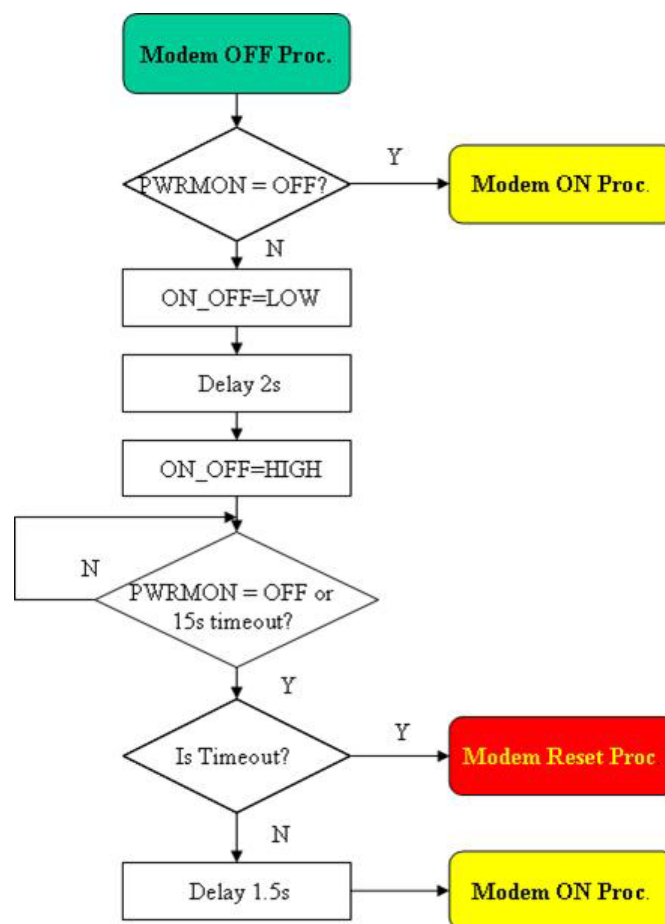 Modem OFF Proc.
PWRMON = OFF?
Y
Modem ON Proc.
N
ON_OFF=LOW
Delay 2s
ON_OFF=HIGH
N
PWRMON = OFF or
15s timeout?
Y
Is Timeout?
Y
Modem Reset Proc
N
Delay 1.5s
Modem ON Proc.